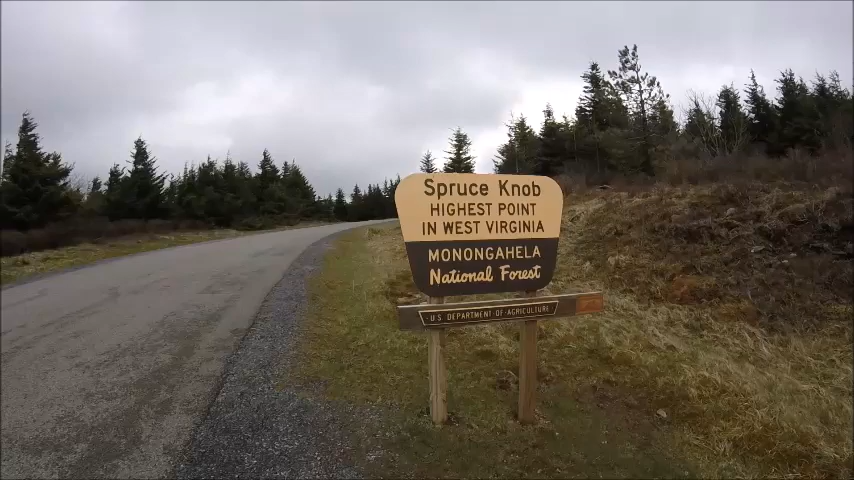 Spruce Knob
HIGHEST POINT
IN WEST VIRGINIA
MONONGAHELA
National Forest
U.S. DEPARTMENT OF AGRICULTURE